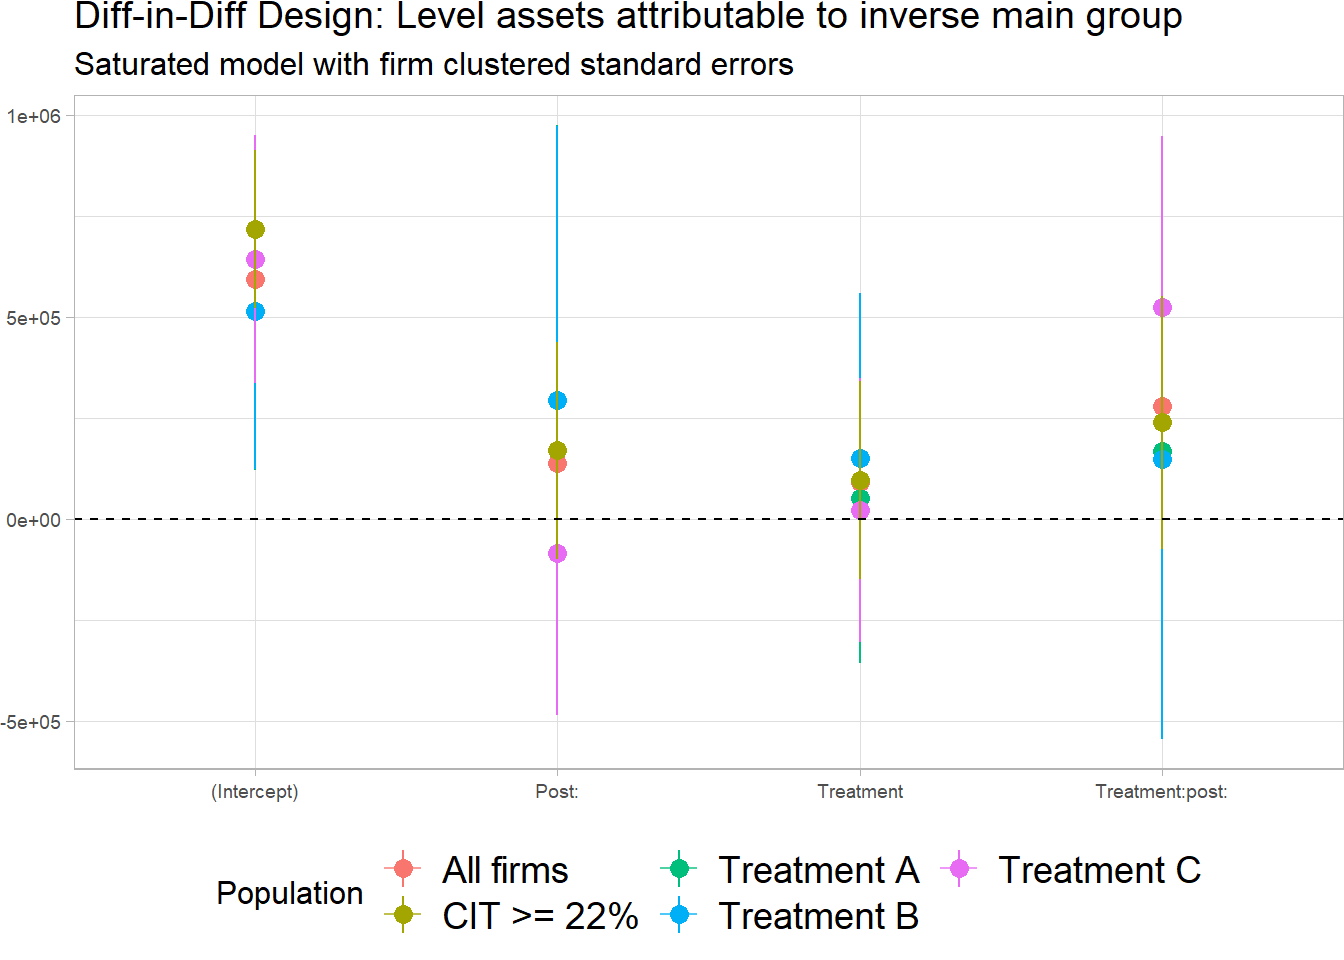 Diff-in-Diff Design: Level assets attributable to inverse main group
Saturated model with firm clustered standard errors
1e+06
5e+05
0e+00
-5e+05
(Intercept) Post: Treatment Treatment:post:
Population
All firms Treatment A Treatment C
CIT >= 22% Treatment B